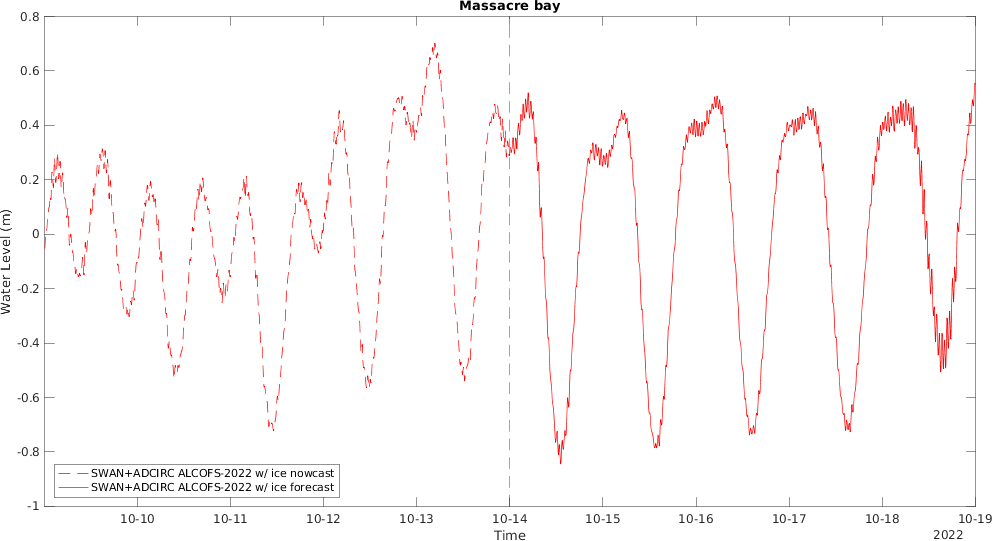 Massacre bay
0.8
0.6
0.4
0.2
0
-0.2
-0.4
-0.6
-0.8
-1
Water Level (m)
SWAN+ADCIRC ALCOFS-2022 w/ ice nowcast
SWAN+ADCIRC ALCOFS-2022 w/ ice forecast
10-10 10-11 10-12 10-13 10-14 10-15 10-16 10-17 10-18 10-19
Time
2022